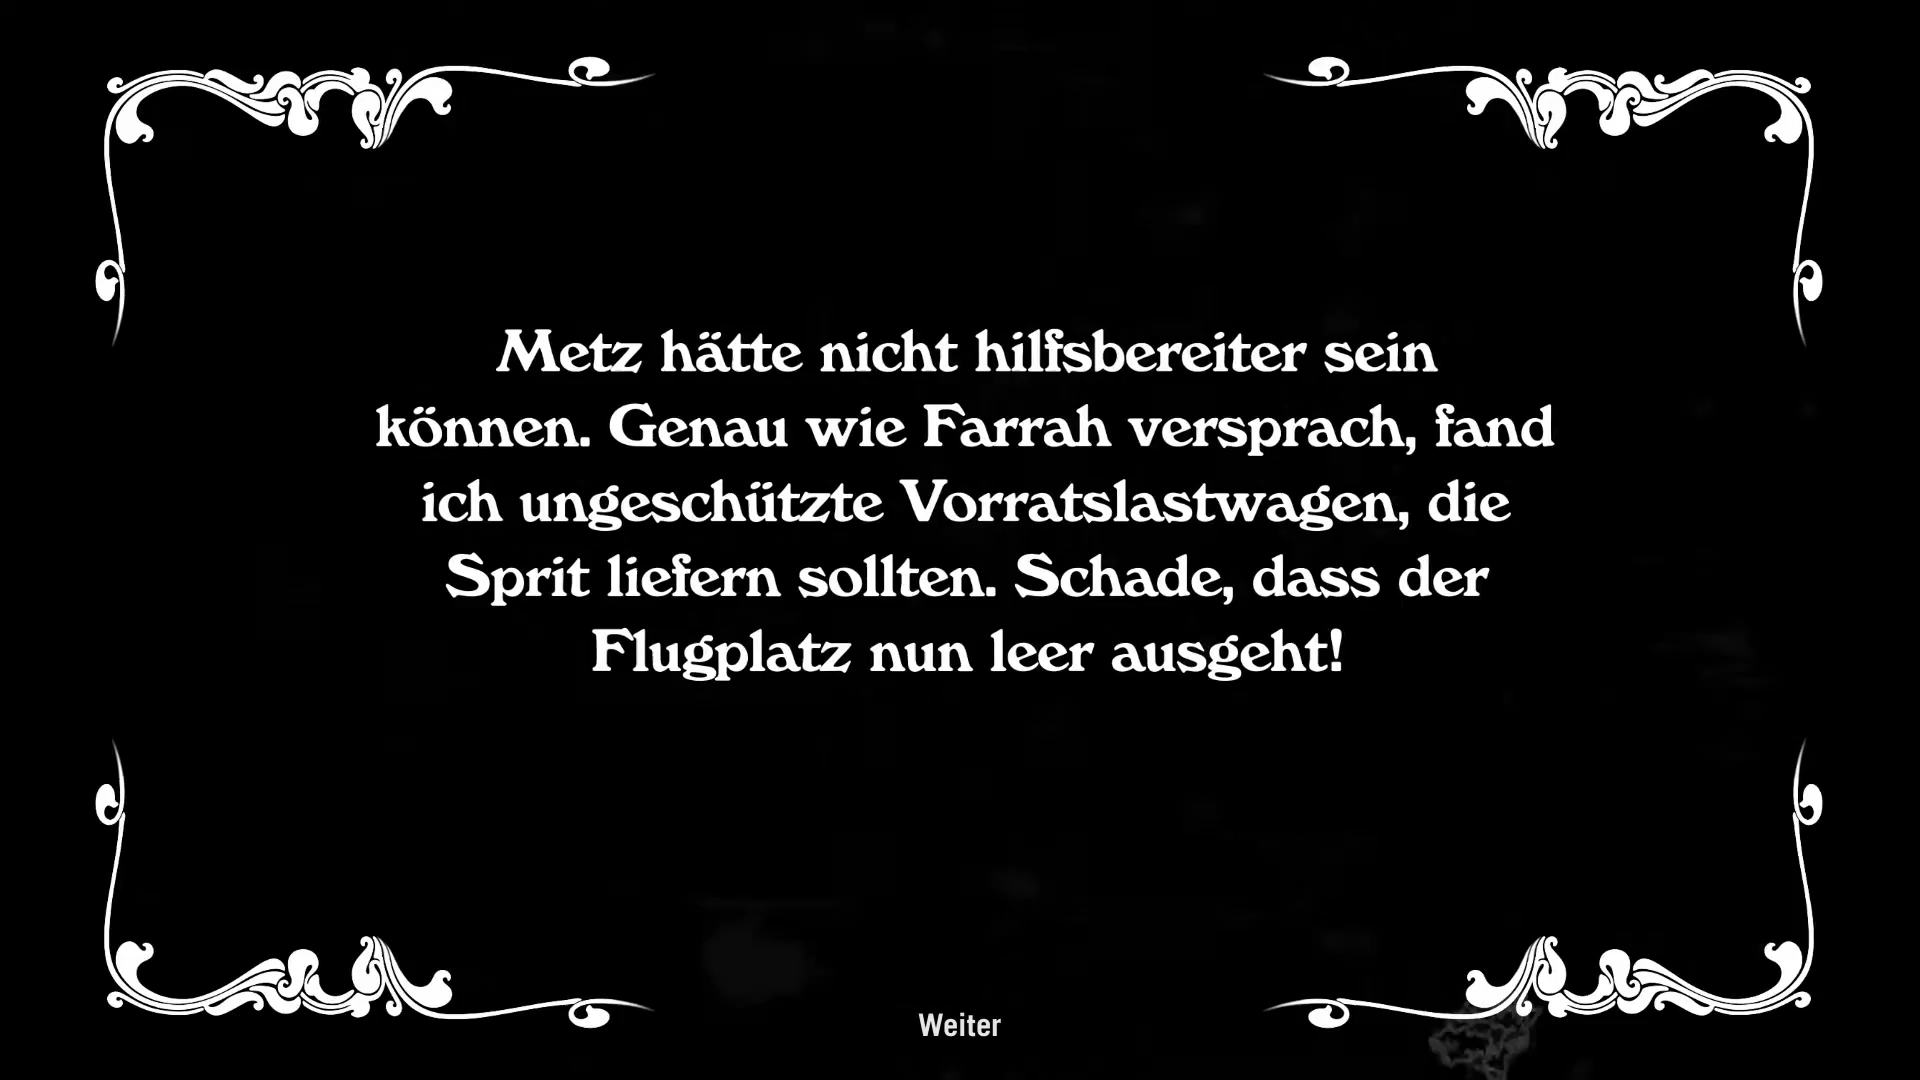 Metz hätte nicht hilfsbereiter sein
können. Genau wie Farrah versprach, fand
ich ungeschützte Vorratslastwagen, die
Sprit liefern sollten. Schade, dass der
Flugplatz nun leer ausgeht!
Weiter